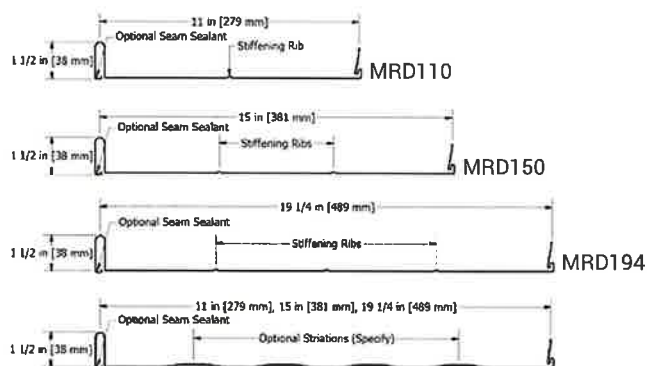 11 in [279 mm]
Optional Seam Sealant
Stiffening Rib
1 1/2 in [38 mm]
MRD110
15 in [381 mm]
Optional Seam Sealant
Stiffening Ribs
1 1/2 in [38 mm]
MRD150
19 1/4 in [489 mm]
Optional Seam Sealant
Stiffening Ribs
1 1/2 in [38 mm]
MRD194
11 in [279 mm], 15 in [381 mm], 19 1/4 in [489 mm]
Optional Seam Sealant
Optional Striations (Specify)
1 1/2 in [38 mm]